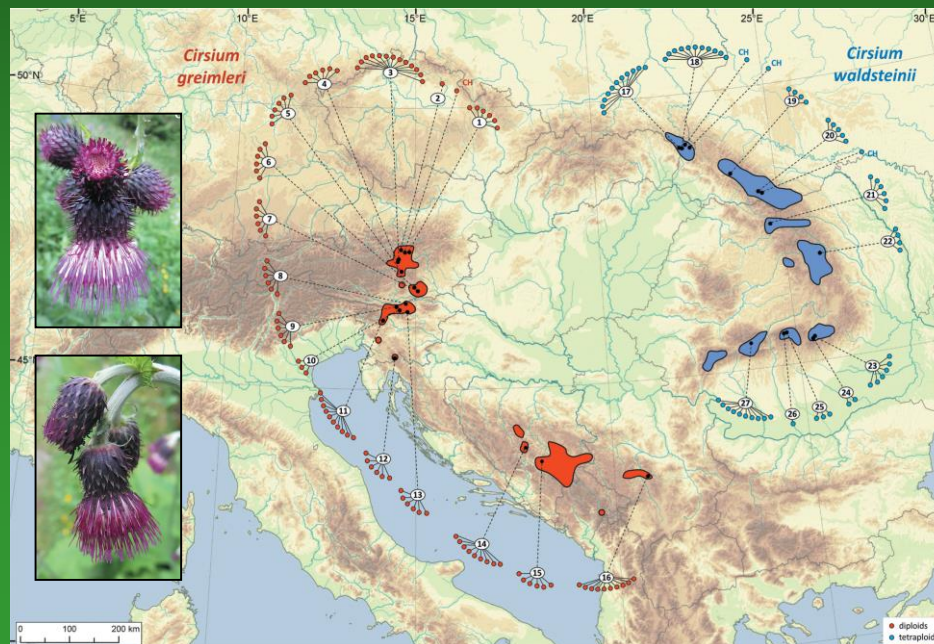 5°E 10°E 15°E 20°E 25°E 30°E
50°N
45°N
Cirsium
greimleri
Cirsium
waldsteinii
CH
CH
CH
CH
1
2
3
4
5
6
7
8
9
10
11
12
13
14
15
16
17
18
19
20
21
22
23
24
25
26
27
0 100 200 km
diploids
tetraploids